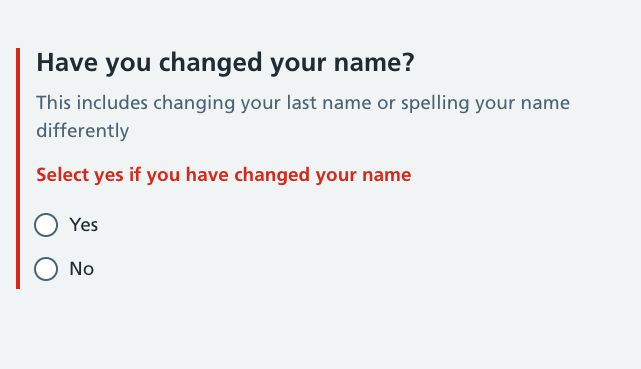 Have you changed your name?
This includes changing your last name or spelling your name
differently
Select yes if you have changed your name
Yes
No